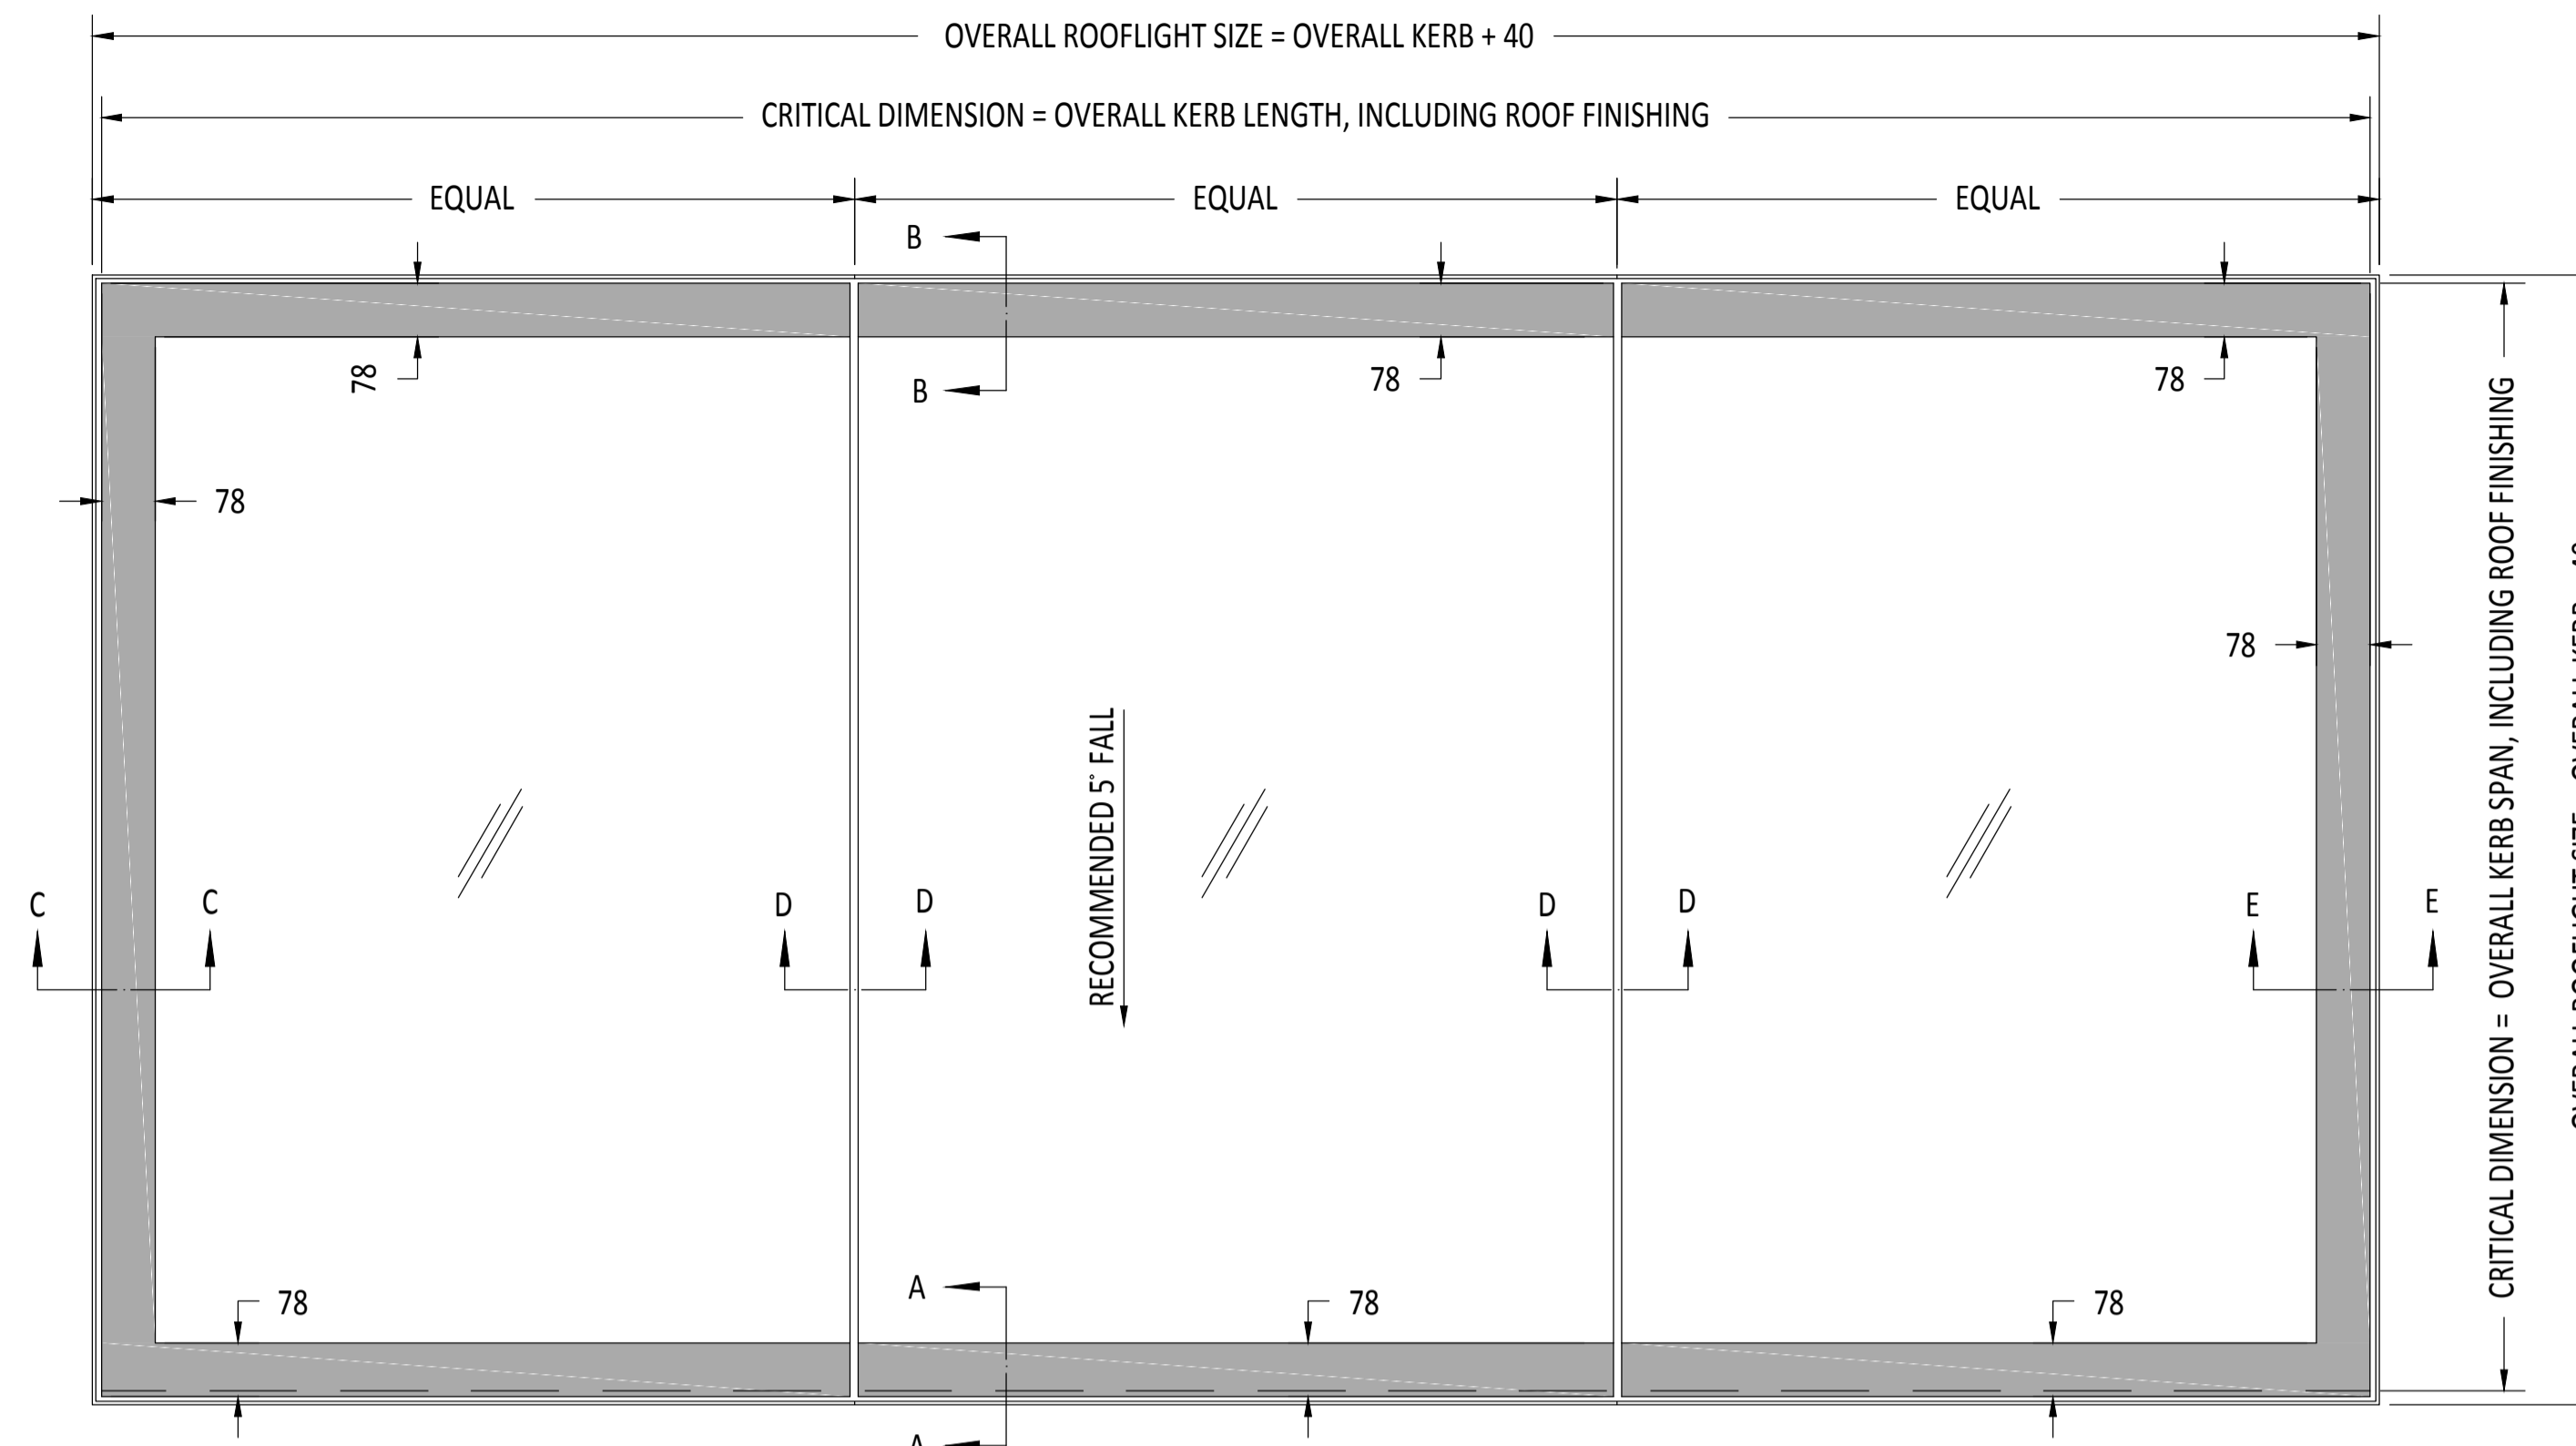 OVERALL ROOFLIGHT SIZE = OVERALL KERB + 40
CRITICAL DIMENSION = OVERALL KERB LENGTH, INCLUDING ROOF FINISHING
EQUAL
EQUAL
EQUAL
B
B
78
78
78
78
78
RECOMMENDED 5° FALL
CRITICAL DIMENSION = OVERALL KERB SPAN, INCLUDING ROOF FINISHING
C
C
D
D
D
D
E
E
A
78
78
78
A